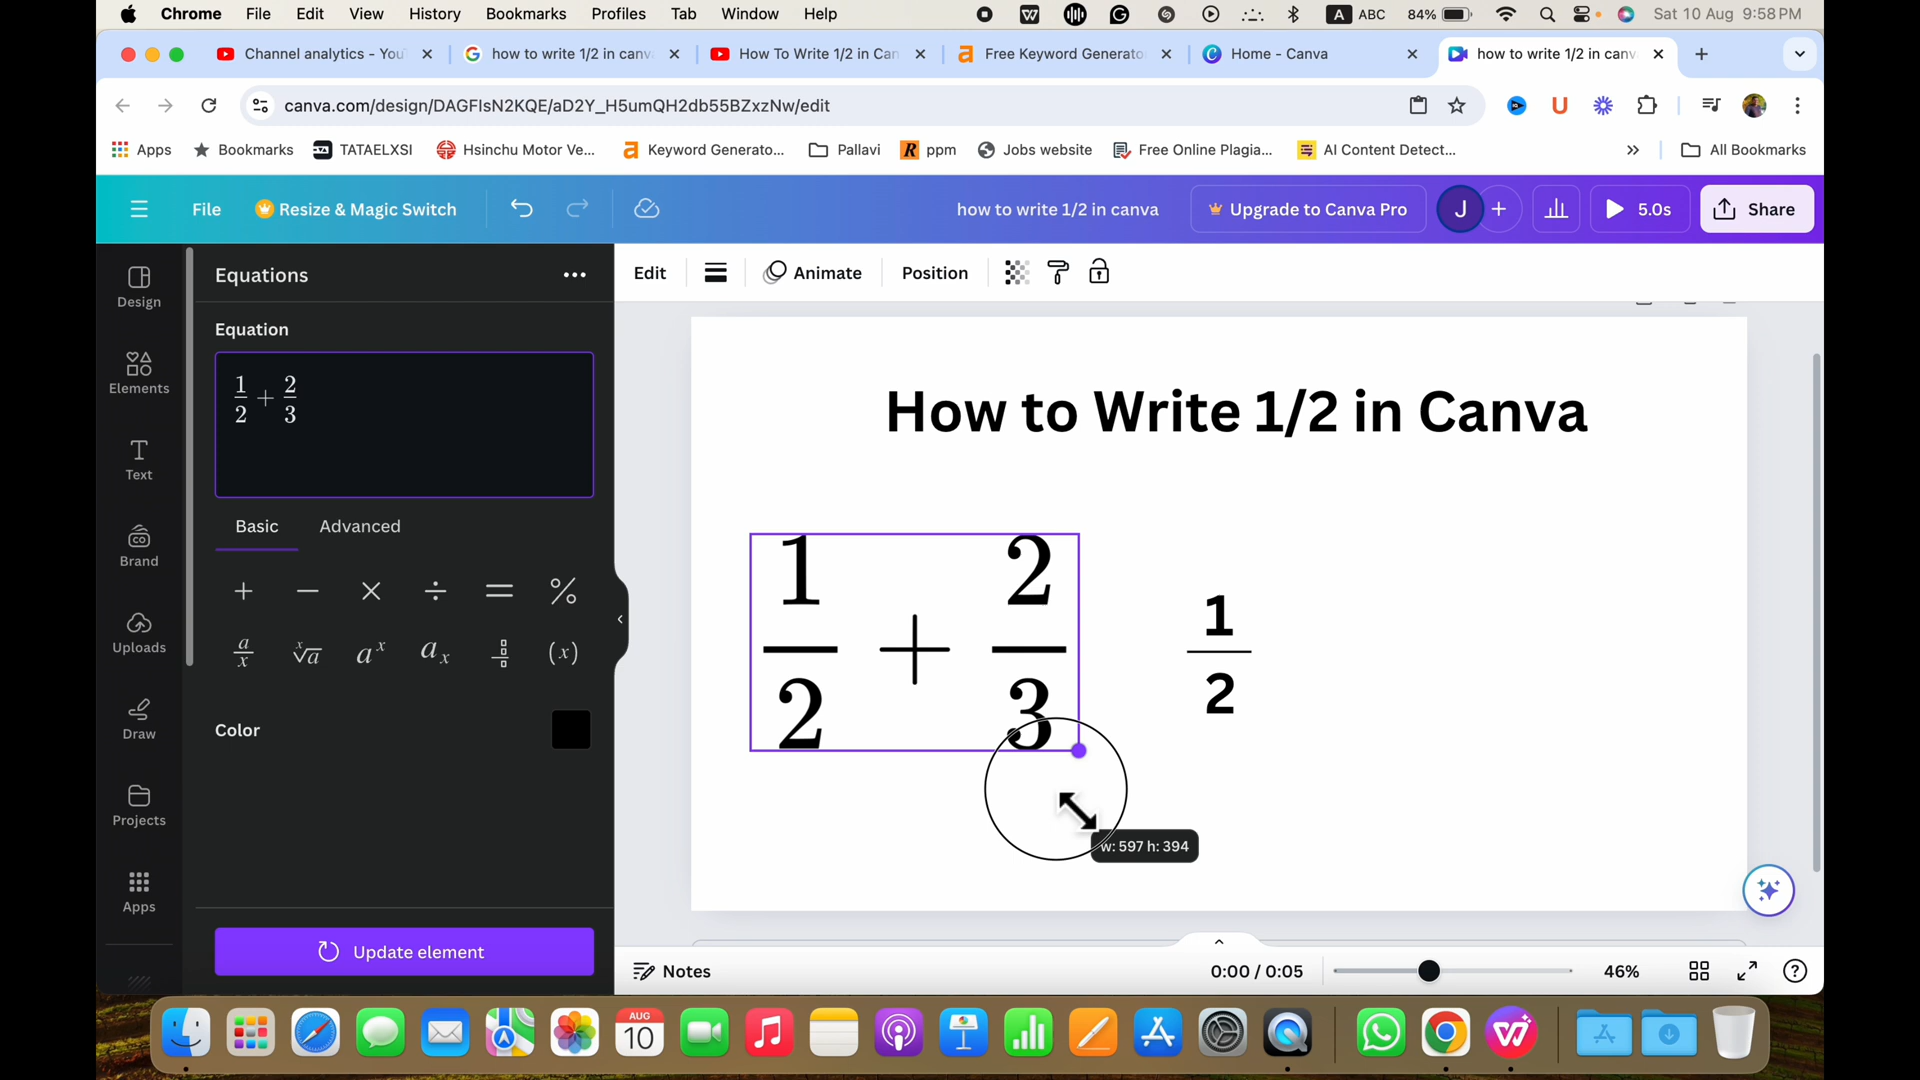 Chrome File Edit View History Bookmarks Profiles Tab Window Help A ABC 84% Sat 10 Aug 9:58 PM
Channel analytics - You how to write 1/2 in canv How To Write 1/2 in Can Free Keyword Generato Home - Canva how to write 1/2 in canv
canva.com/design/DAGFIsN2KQE/aD2Y_H5umQH2db55BZxzNw/edit
Apps Bookmarks TATAELXSI Hsinchu Motor Ve... Keyword Generato... Pallavi ppm Jobs website Free Online Plagia... AI Content Detect... » All Bookmarks
File Resize & Magic Switch how to write 1/2 in canva Upgrade to Canva Pro J + 5.0s Share
Equations ...
Edit Animate Position
Design
Equation
1/2 + 2/3
Elements
Text
Basic Advanced
Brand
+ − × ÷ = %
Uploads
a/x ˣ√a aˣ aₓ (x)
Draw
Color
Projects
Apps
Update element
How to Write 1/2 in Canva
1 2 1
+
2 3 2
w: 597 h: 394
Notes 0:00 / 0:05 46% ?
AUG
10